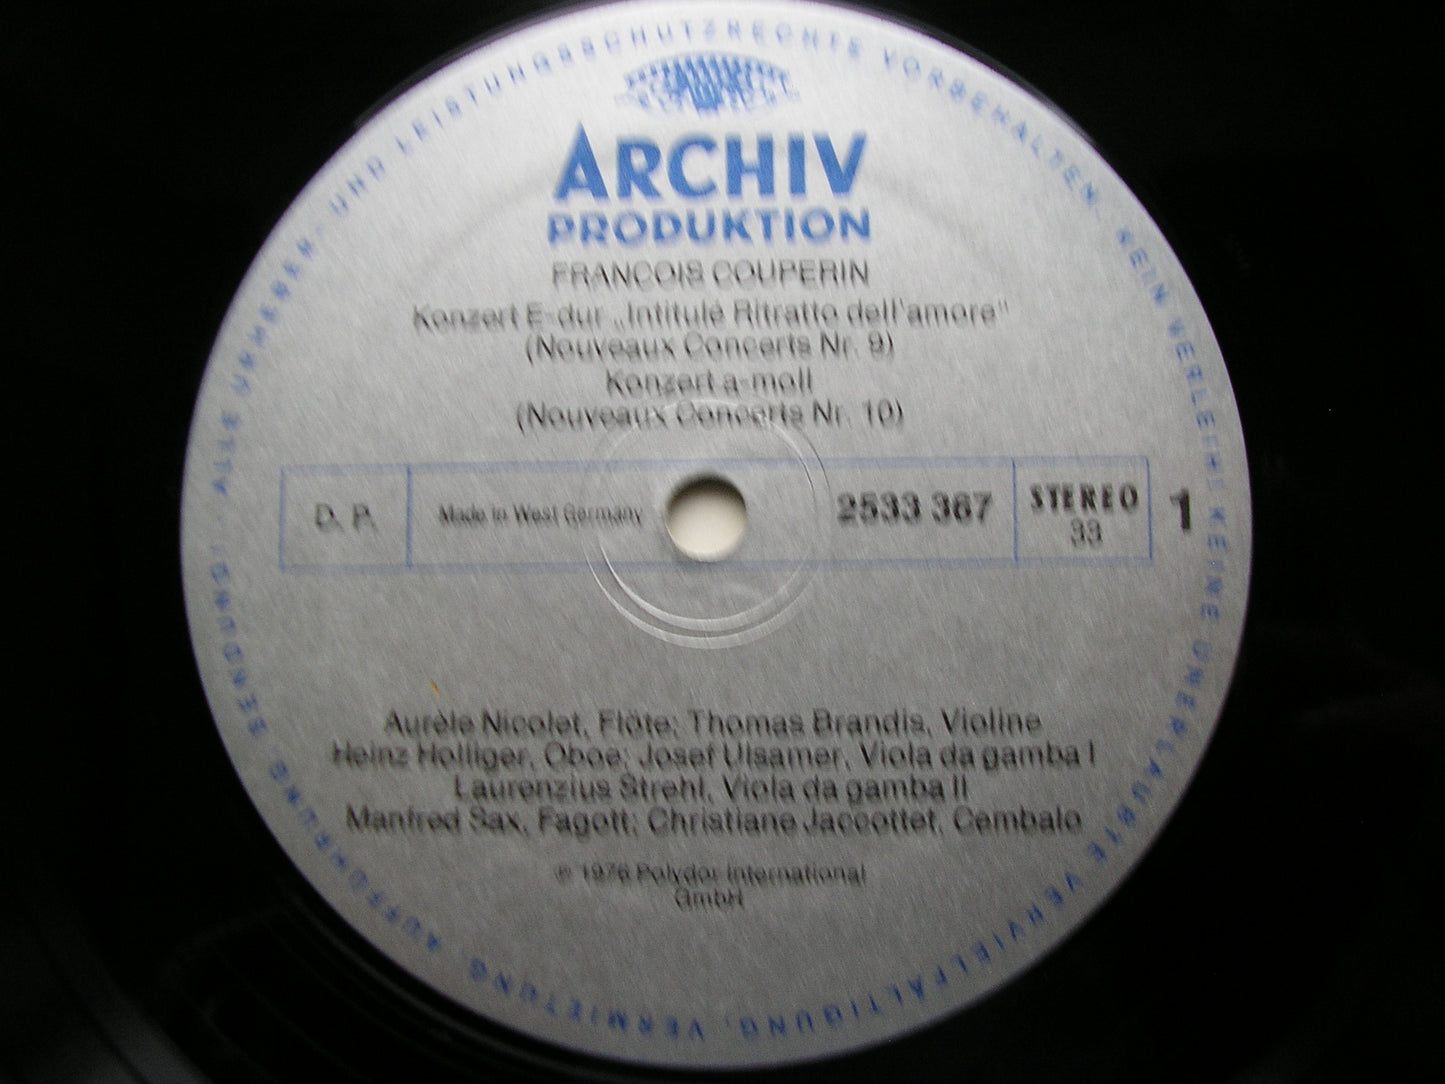 ALLE URHEBER- UND LEISTUNGSSCHUTZRECHTE VORBEHALTEN. KEIN VERLEIH! KEINE UNERLAUBTE VERVIELFÄLTIGUNG, VERMIETUNG, AUFFÜHRUNG, SENDUNG!
ARCHIV
PRODUKTION
FRANCOIS COUPERIN
Konzert E-dur „Intitulé Ritratto dell'amore"
(Nouveaux Concerts Nr. 9)
Konzert a-moll
(Nouveaux Concerts Nr. 10)
D. P. Made in West Germany 2533 367 STEREO 1
33
Aurèle Nicolet, Flöte; Thomas Brandis, Violine
Heinz Holliger, Oboe; Josef Ulsamer, Viola da gamba I
Laurenzius Strehl, Viola da gamba II
Manfred Sax, Fagott; Christiane Jaccottet, Cembalo
℗ 1976 Polydor International
GmbH